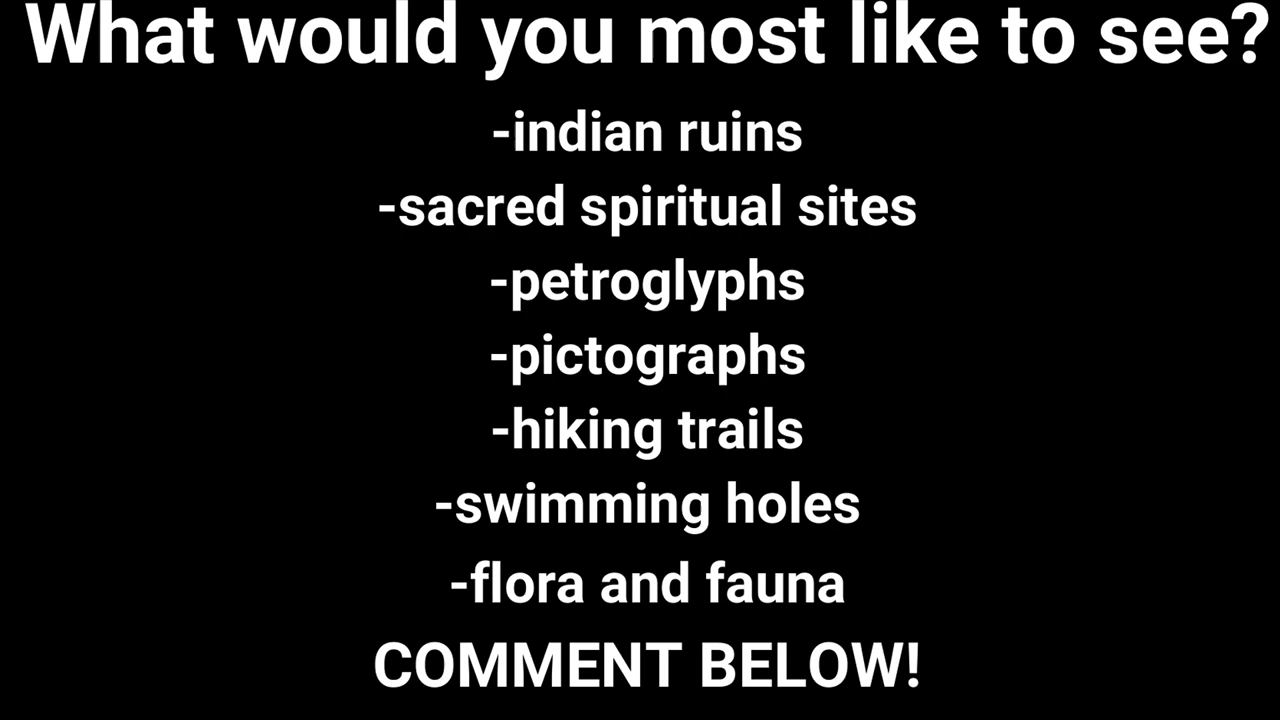 What would you most like to see?
-indian ruins
-sacred spiritual sites
-petroglyphs
-pictographs
-hiking trails
-swimming holes
-flora and fauna
COMMENT BELOW!